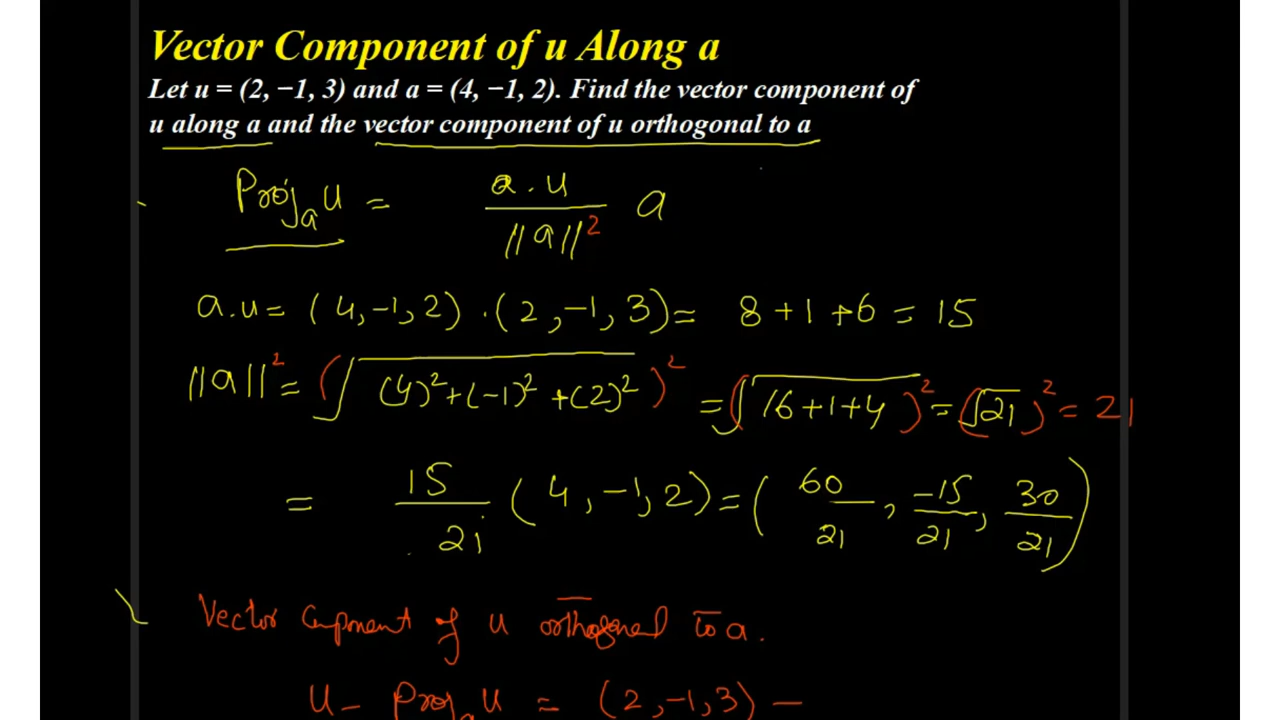 Vector Component of u Along a
Let u = (2, −1, 3) and a = (4, −1, 2). Find the vector component of
u along a and the vector component of u orthogonal to a
Proj_a u = a . u / ||a||² a
a.u = (4, -1, 2) . (2, -1, 3) = 8 + 1 + 6 = 15
||a||² = (√((4)² + (-1)² + (2)²))² = (√(16 + 1 + 4))² = (√21)² = 21
= 15/21 (4, -1, 2) = (60/21, -15/21, 30/21)
Vector Component of u orthogonal to a.
u - Proj_a u = (2, -1, 3) -